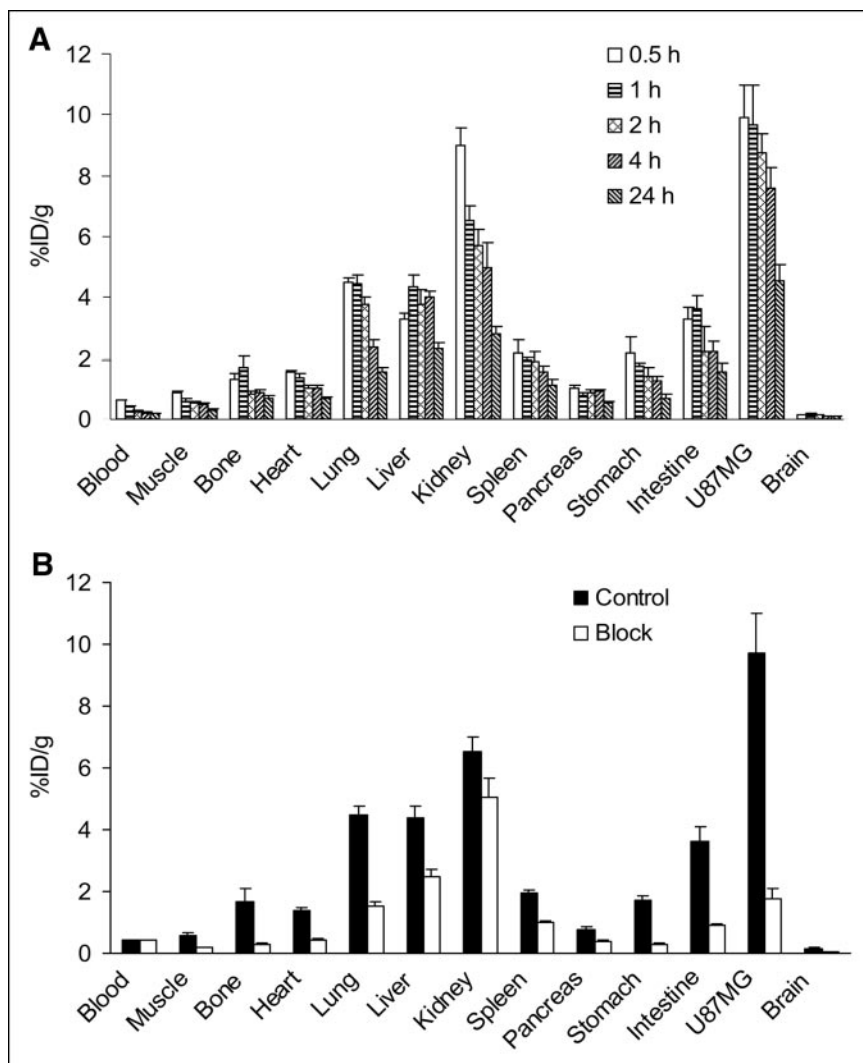 A
12
10
8
6
4
2
0
%ID/g
0.5 h
1 h
2 h
4 h
24 h
Blood
Muscle
Bone
Heart
Lung
Liver
Kidney
Spleen
Pancreas
Stomach
Intestine
U87MG
Brain
B
12
10
8
6
4
2
0
%ID/g
Control
Block
Blood
Muscle
Bone
Heart
Lung
Liver
Kidney
Spleen
Pancreas
Stomach
Intestine
U87MG
Brain